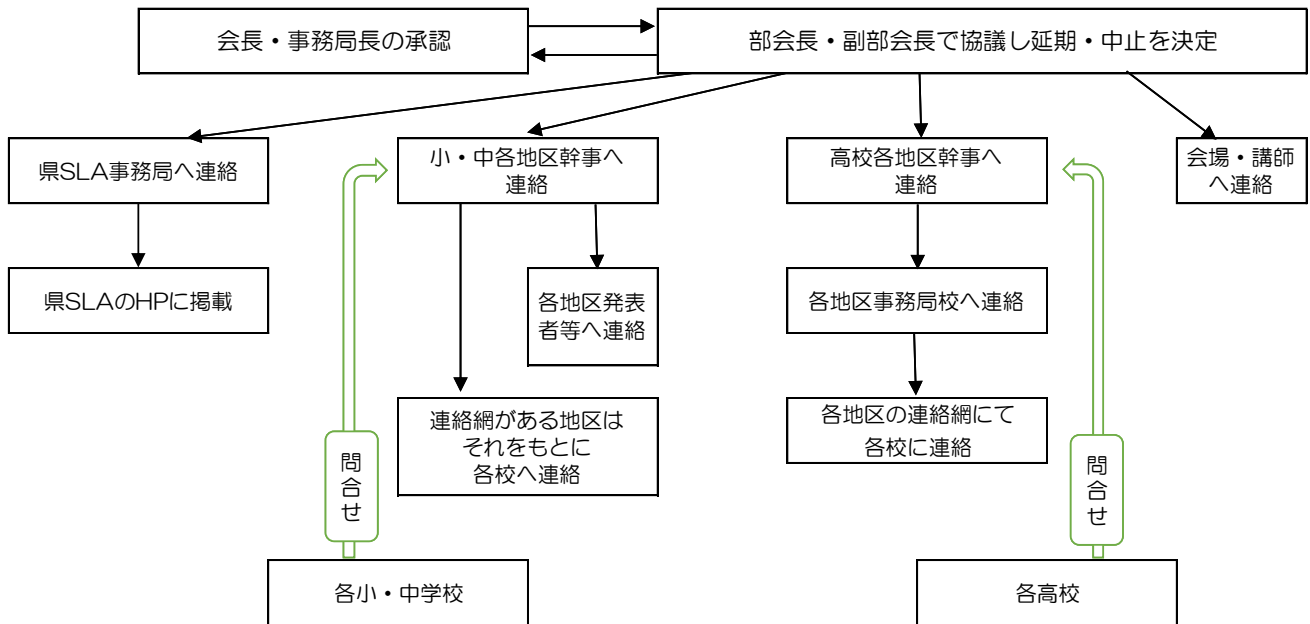 会長・事務局長の承認
部会長・副部会長で協議し延期・中止を決定
県SLA事務局へ連絡
小・中各地区幹事へ
連絡
高校各地区幹事へ
連絡
会場・講師
へ連絡
県SLAのHPに掲載
各地区発表
者等へ連絡
各地区事務局校へ連絡
連絡網がある地区は
それをもとに
各校へ連絡
各地区の連絡網にて
各校に連絡
問合せ
問合せ
各小・中学校
各高校